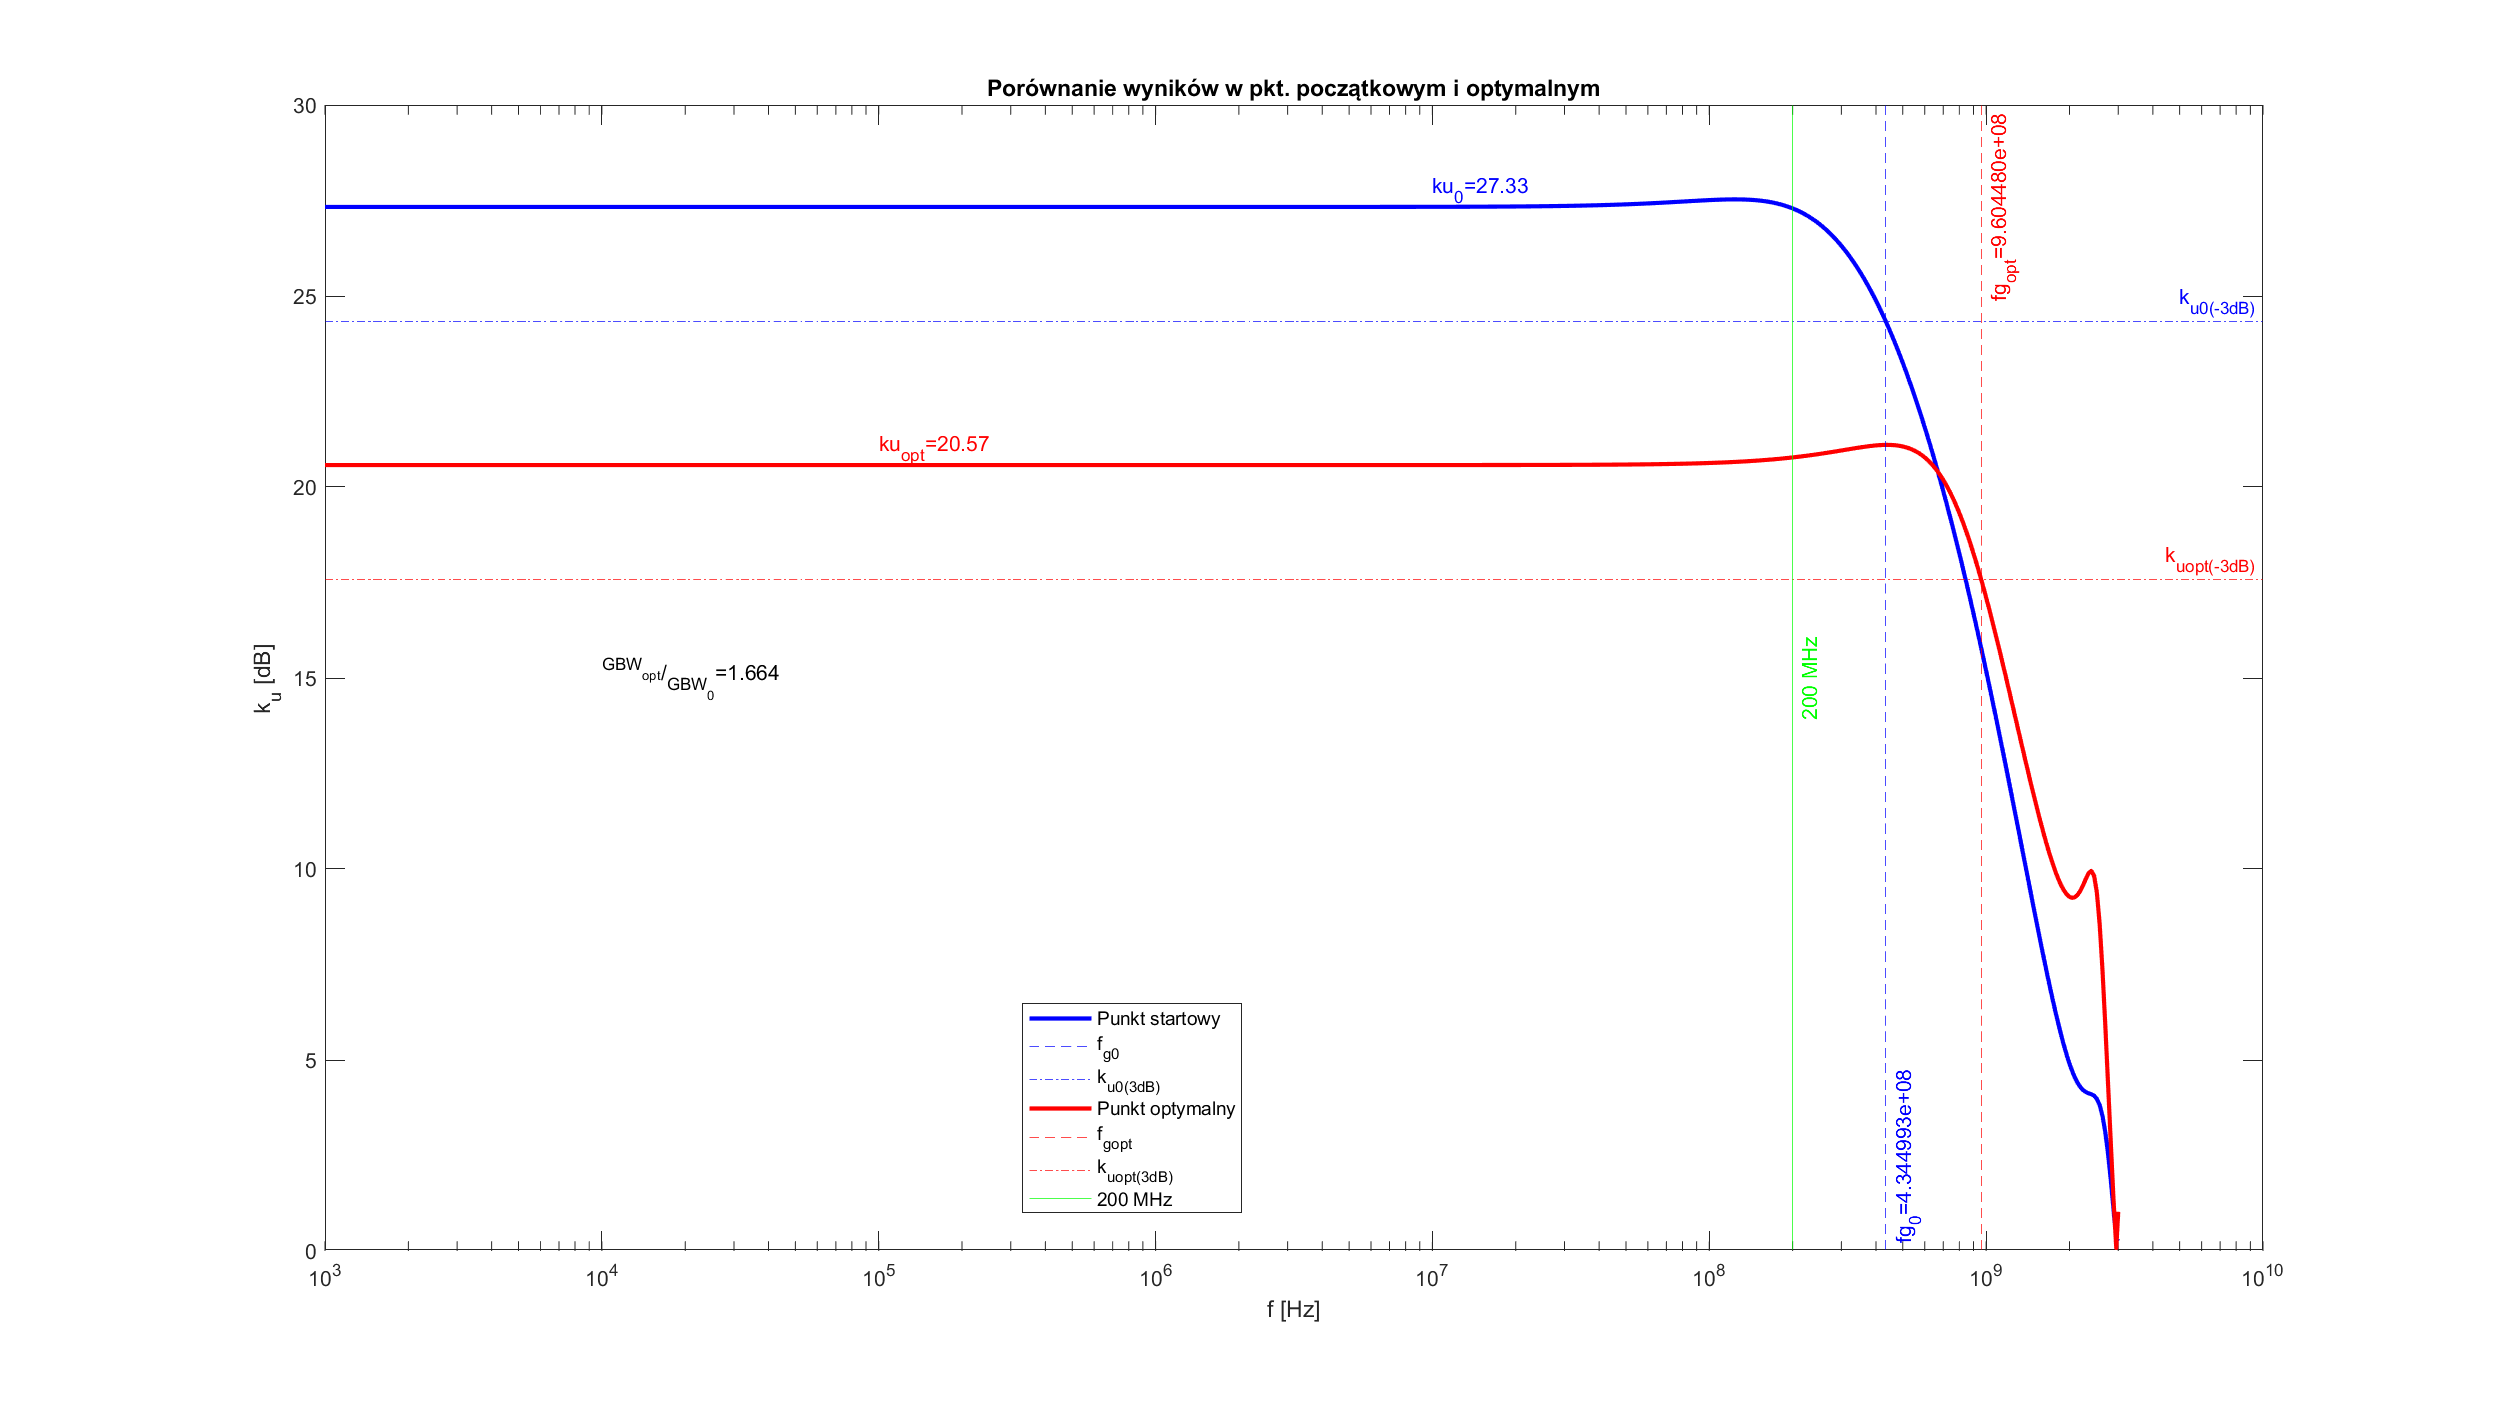 Porównanie wyników w pkt. początkowym i optymalnym
30
25
20
15
10
5
0
k_u [dB]
ku_0=27.33
ku_opt=20.57
GBW_opt/GBW_0=1.664
200 MHz
fg_opt=9.604480e+08
fg_0=4.344993e+08
k_u0(-3dB)
k_uopt(-3dB)
Punkt startowy
f_g0
k_u0(3dB)
Punkt optymalny
f_gopt
k_uopt(3dB)
200 MHz
10^3 10^4 10^5 10^6 10^7 10^8 10^9 10^10
f [Hz]